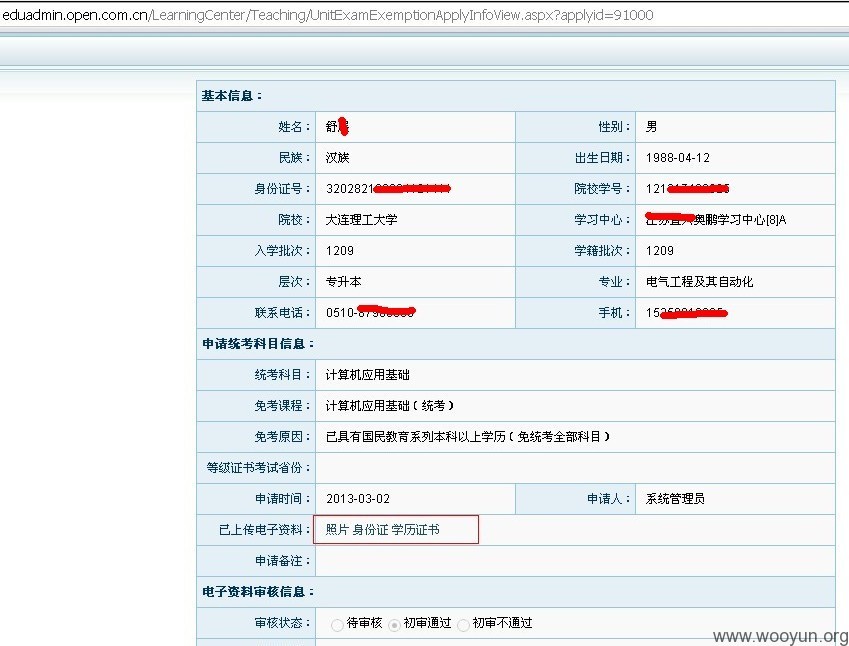 eduadmin.open.com.cn/LearningCenter/Teaching/UnitExamExemptionApplyInfoView.aspx?applyid=91000
基本信息：
姓名： 舒 性别： 男
民族： 汉族 出生日期： 1988-04-12
身份证号： 3202821 院校学号： 121
院校： 大连理工大学 学习中心： 奥鹏学习中心[8]A
入学批次： 1209 学籍批次： 1209
层次： 专升本 专业： 电气工程及其自动化
联系电话： 0510- 手机： 15
申请统考科目信息：
统考科目： 计算机应用基础
免考课程： 计算机应用基础（统考）
免考原因： 已具有国民教育系列本科以上学历（免统考全部科目）
等级证书考试省份：
申请时间： 2013-03-02 申请人： 系统管理员
已上传电子资料： 照片 身份证 学历证书
申请备注：
电子资料审核信息：
审核状态： 待审核 初审通过 初审不通过
www.wooyun.org